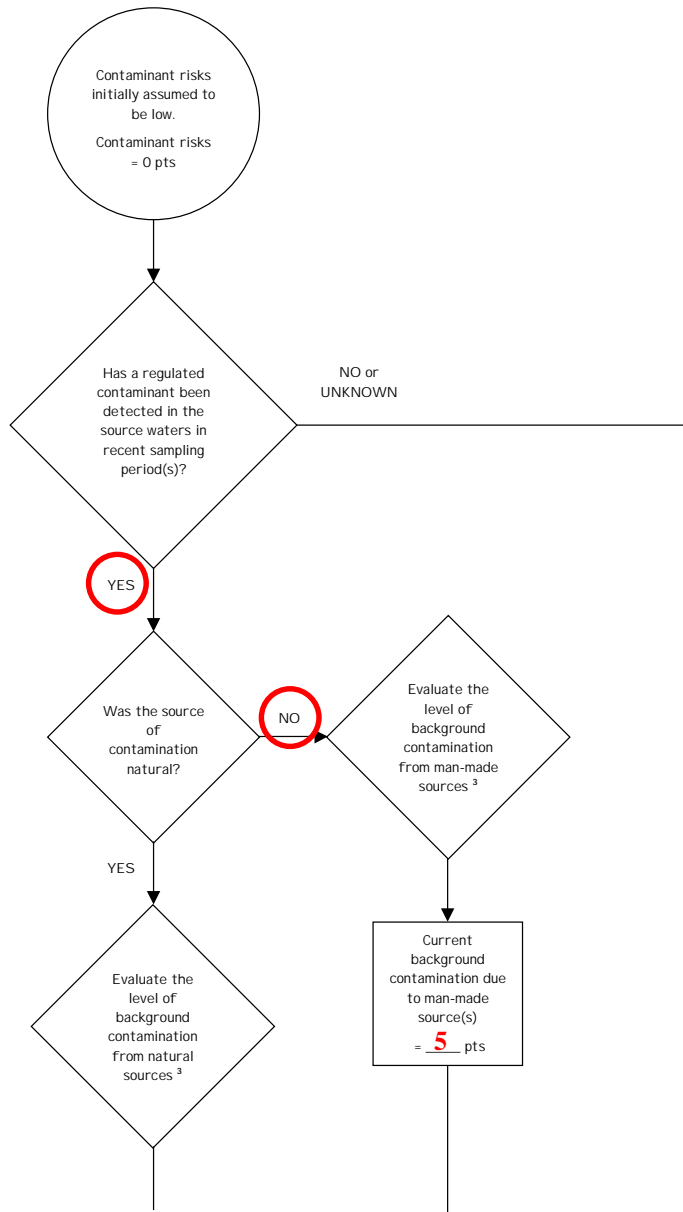 Contaminant risks
initially assumed to
be low.
Contaminant risks
= 0 pts
Has a regulated
contaminant been
detected in the
source waters in
recent sampling
period(s)?
NO or
UNKNOWN
YES
Was the source
of
contamination
natural?
NO
Evaluate the
level of
background
contamination
from man-made
sources ³
YES
Evaluate the
level of
background
contamination
from natural
sources ³
Current
background
contamination due
to man-made
source(s)
= 5 pts